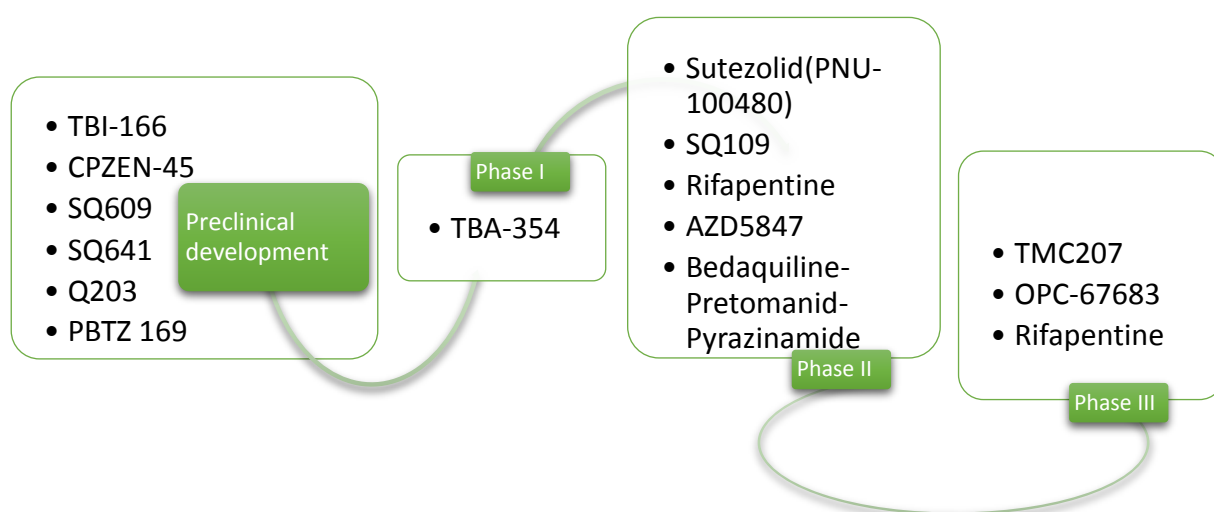 • TBI-166
• CPZEN-45
• SQ609
• SQ641
• Q203
• PBTZ 169
Preclinical
development
Phase I
• TBA-354
• Sutezolid(PNU-
100480)
• SQ109
• Rifapentine
• AZD5847
• Bedaquiline-
Pretomanid-
Pyrazinamide
Phase II
• TMC207
• OPC-67683
• Rifapentine
Phase III